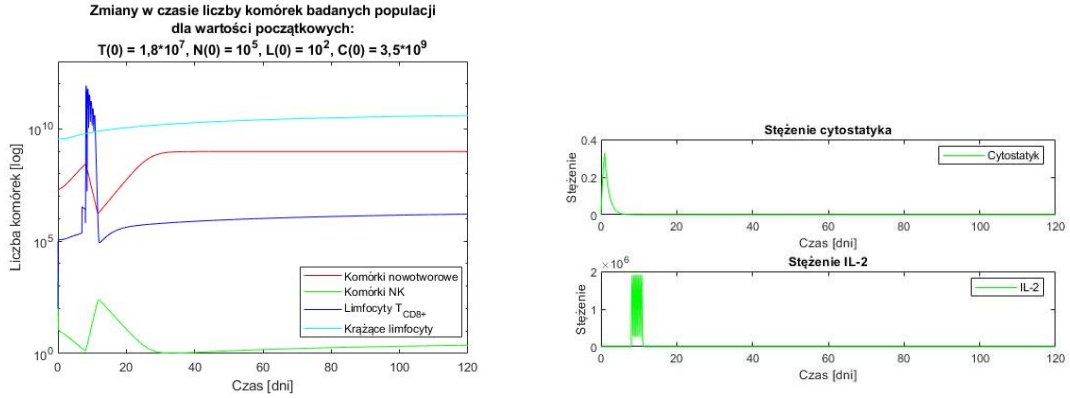 Zmiany w czasie liczby komórek badanych populacji
dla wartości początkowych:
T(0) = 1,8*10^7, N(0) = 10^5, L(0) = 10^2, C(0) = 3,5*10^9
Liczba komórek [log]
10^10
10^5
10^0
0 20 40 60 80 100 120
Czas [dni]
Komórki nowotworowe
Komórki NK
Limfocyty T_CD8+
Krążące limfocyty
Stężenie cytostatyka
Stężenie
0.4
0.2
0
Cytostatyk
0 20 40 60 80 100 120
Czas [dni]
Stężenie IL-2
×10^6
Stężenie
2
1
0
IL-2
0 20 40 60 80 100 120
Czas [dni]